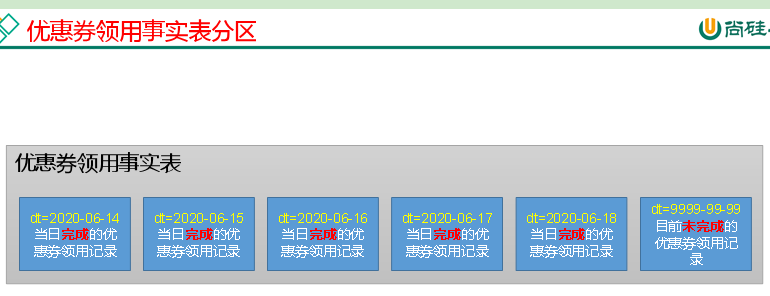 优惠券领用事实表分区
尚硅
优惠券领用事实表
dt=2020-06-14
当日完成的优
惠券领用记录
dt=2020-06-15
当日完成的优
惠券领用记录
dt=2020-06-16
当日完成的优
惠券领用记录
dt=2020-06-17
当日完成的优
惠券领用记录
dt=2020-06-18
当日完成的优
惠券领用记录
dt=9999-99-99
目前未完成的
优惠券领用记
录